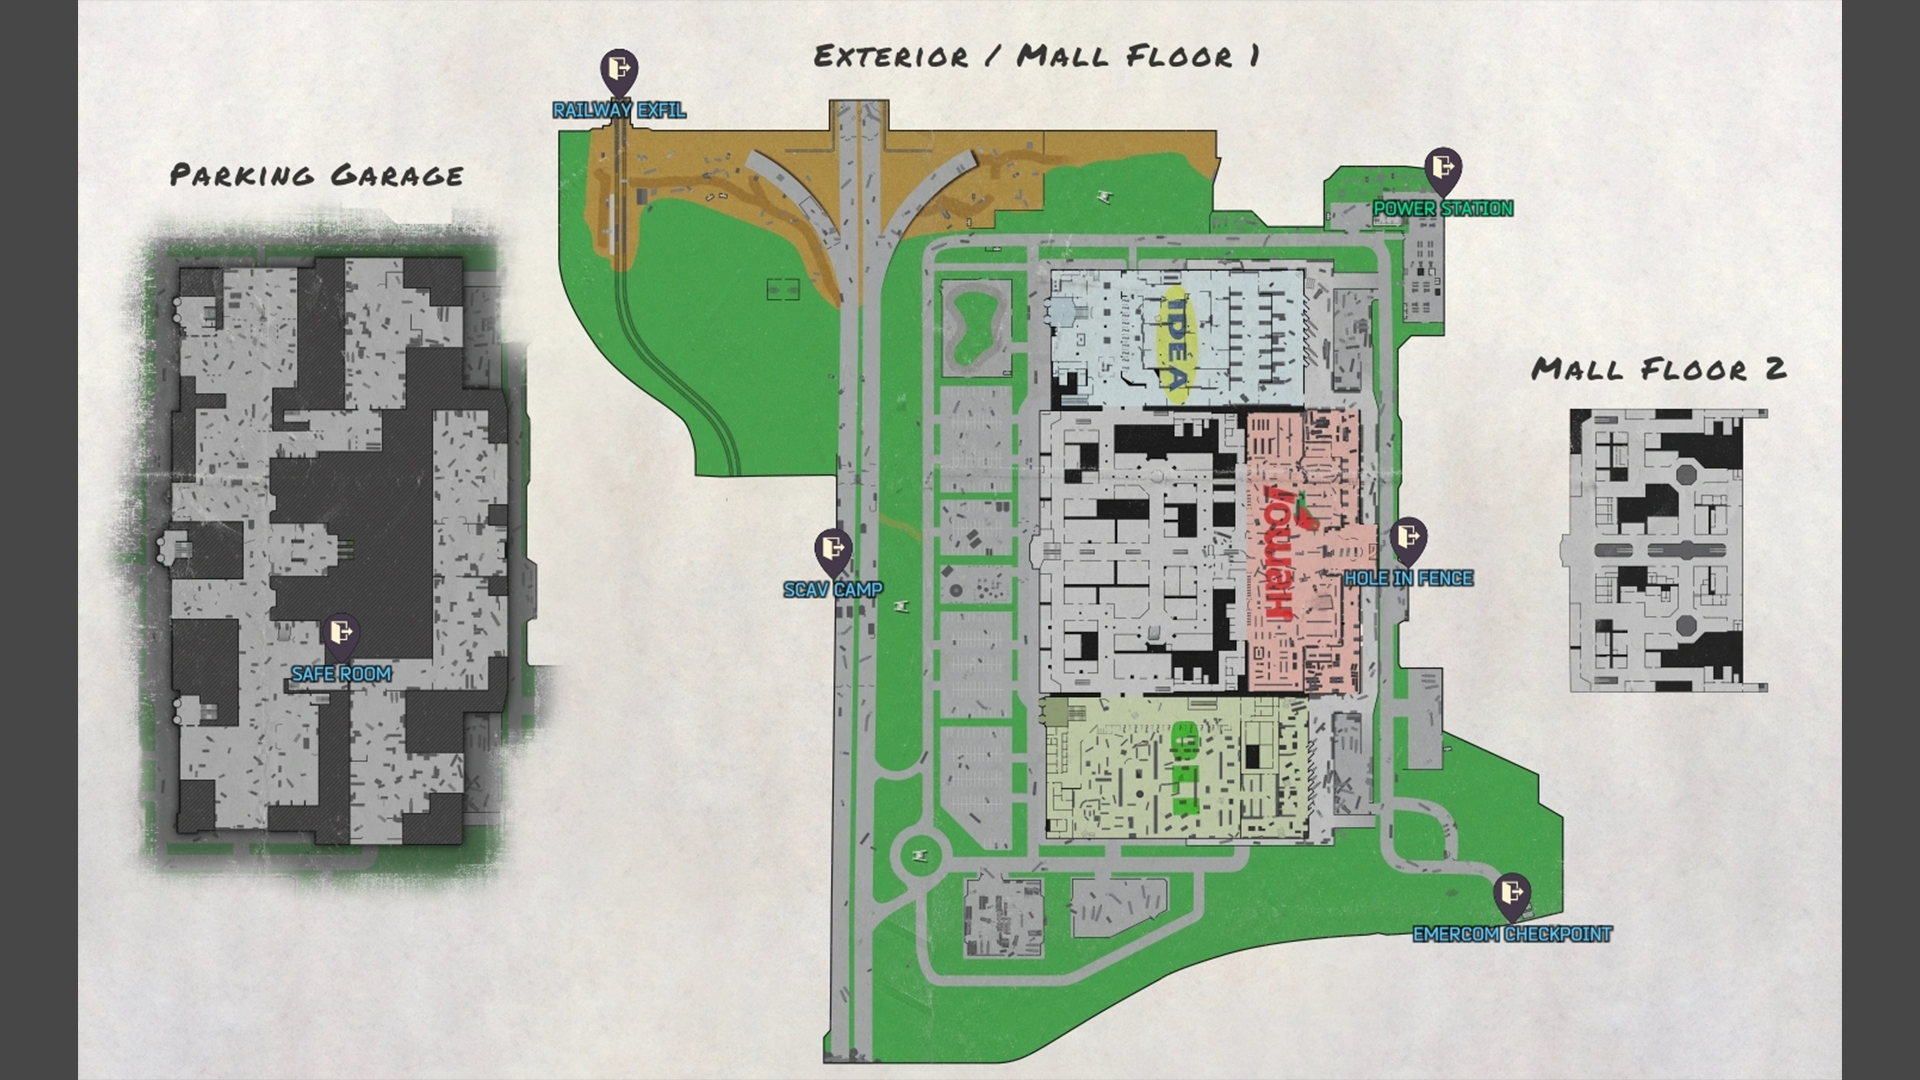 EXTERIOR / MALL FLOOR 1
RAILWAY EXFIL
PARKING GARAGE
POWER STATION
IDEA
MALL FLOOR 2
SCAV CAMP
HOLE IN FENCE
SAFE ROOM
OLI
EMERCOM CHECKPOINT